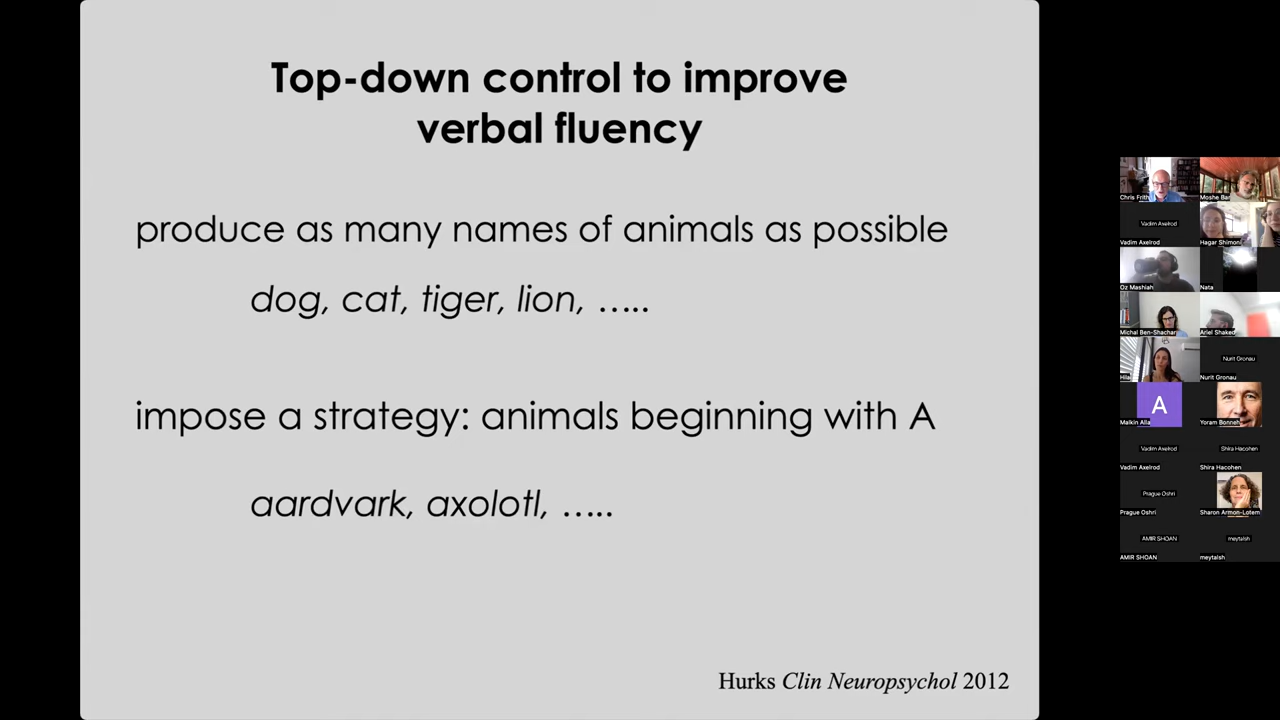 Top-down control to improve
verbal fluency
produce as many names of animals as possible
dog, cat, tiger, lion, …..
impose a strategy: animals beginning with A
aardvark, axolotl, …..
Hurks Clin Neuropsychol 2012
Chris Frith
Moshe Bar
Vadim Axelrod
Vadim Axelrod
Hagar Shimoni
Oz Mashiah
Nata
Michal Ben-Shachar
Ariel Shaked
Nurit Gronau
Nurit Gronau
A
Malkin Alla
Yoram Bonneh
Vadim Axelrod
Shira Hacohen
Vadim Axelrod
Shira Hacohen
Prague Oshri
Prague Oshri
Sharon Armon-Lotem
AMIR SHOAN
meytalsh
AMIR SHOAN
meytalsh